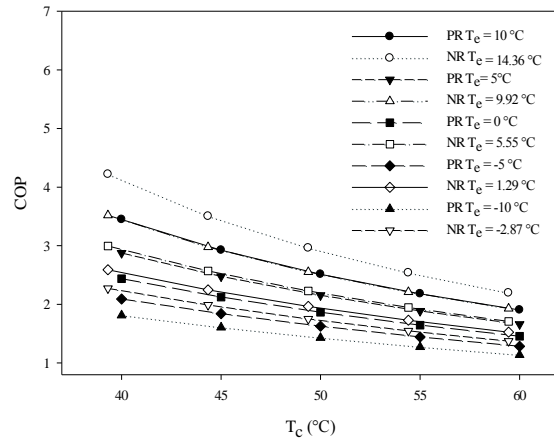 7
6
5
4
3
2
1
COP
40
45
50
55
60
T_c (°C)
PR T_e = 10 °C
NR T_e = 14.36 °C
PR T_e = 5°C
NR T_e = 9.92 °C
PR T_e = 0 °C
NR T_e = 5.55 °C
PR T_e = -5 °C
NR T_e = 1.29 °C
PR T_e = -10 °C
NR T_e = -2.87 °C